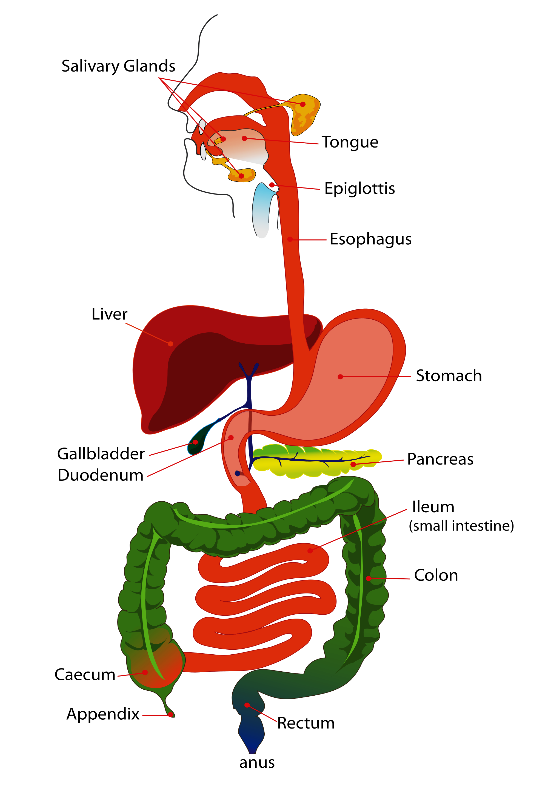 Salivary Glands
Tongue
Epiglottis
Esophagus
Liver
Stomach
Gallbladder
Duodenum
Pancreas
Ileum
(small intestine)
Colon
Caecum
Appendix
Rectum
anus